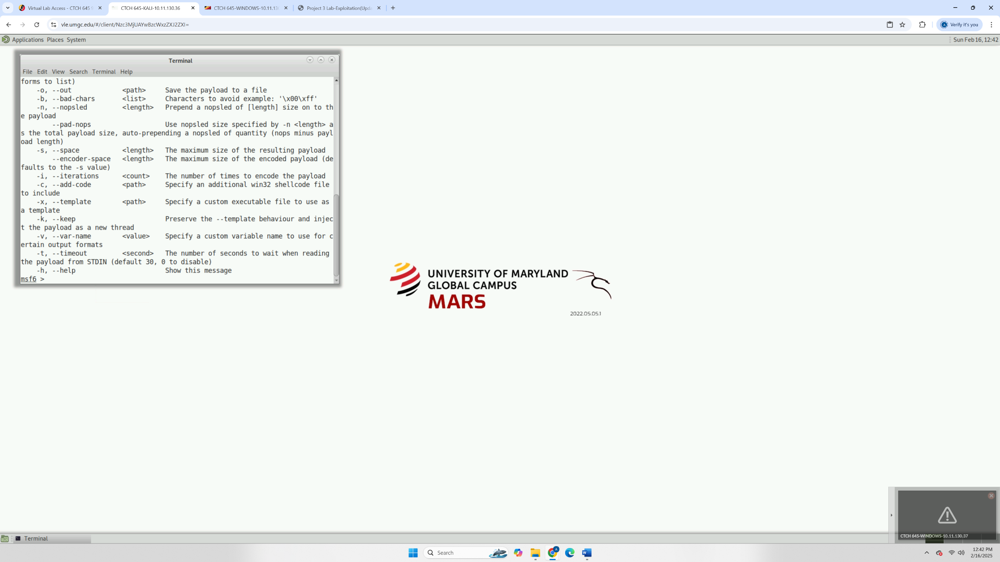 Virtual Lab Access - CTCH 645 9
CTCH 645-KALI-10.11.130.36
CTCH 645-WINDOWS-10.11.13
Project 3 Lab-Exploitation(Upda
vle.umgc.edu/#/client/Nzc3MjUAYwBzcWxzZXJ2ZXI=
Verify it's you
Applications Places System
Sun Feb 16, 12:42
Terminal
File Edit View Search Terminal Help
forms to list)
-o, --out <path> Save the payload to a file
-b, --bad-chars <list> Characters to avoid example: '\x00\xff'
-n, --nopsled <length> Prepend a nopsled of [length] size on to th
e payload
--pad-nops Use nopsled size specified by -n <length> a
s the total payload size, auto-prepending a nopsled of quantity (nops minus payl
oad length)
-s, --space <length> The maximum size of the resulting payload
--encoder-space <length> The maximum size of the encoded payload (de
faults to the -s value)
-i, --iterations <count> The number of times to encode the payload
-c, --add-code <path> Specify an additional win32 shellcode file
to include
-x, --template <path> Specify a custom executable file to use as
a template
-k, --keep Preserve the --template behaviour and injec
t the payload as a new thread
-v, --var-name <value> Specify a custom variable name to use for c
ertain output formats
-t, --timeout <second> The number of seconds to wait when reading
the payload from STDIN (default 30, 0 to disable)
-h, --help Show this message
msf6 >
UNIVERSITY OF MARYLAND
GLOBAL CAMPUS
MARS
2022.05.05.1
CTCH 645-WINDOWS-10.11.130.37
Terminal
Search
12:42 PM
2/16/2025